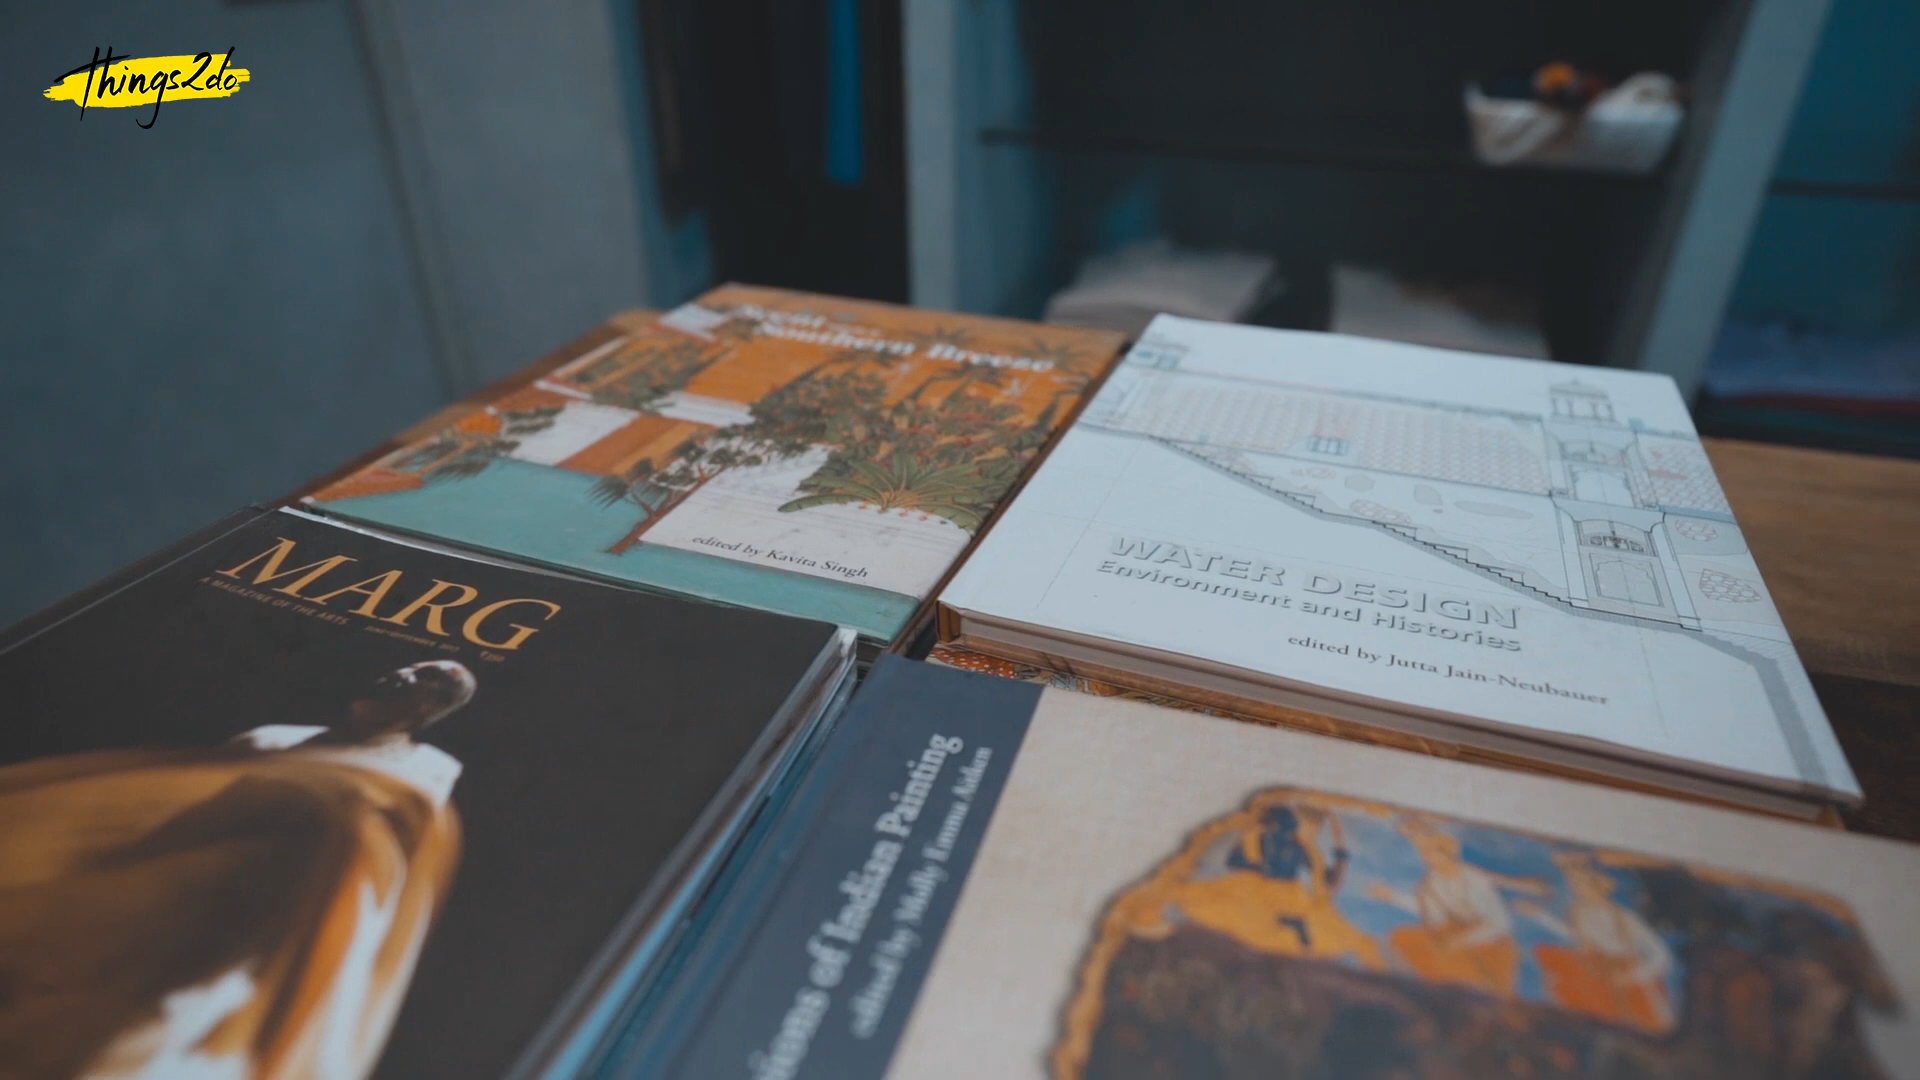 Things2do
Scent
Southern Breeze
edited by Kavita Singh
WATER DESIGN
Environment and Histories
edited by Jutta Jain-Neubauer
MARG
A MAGAZINE OF THE ARTS
of Indian Painting
edited by Molly Emma Aitken